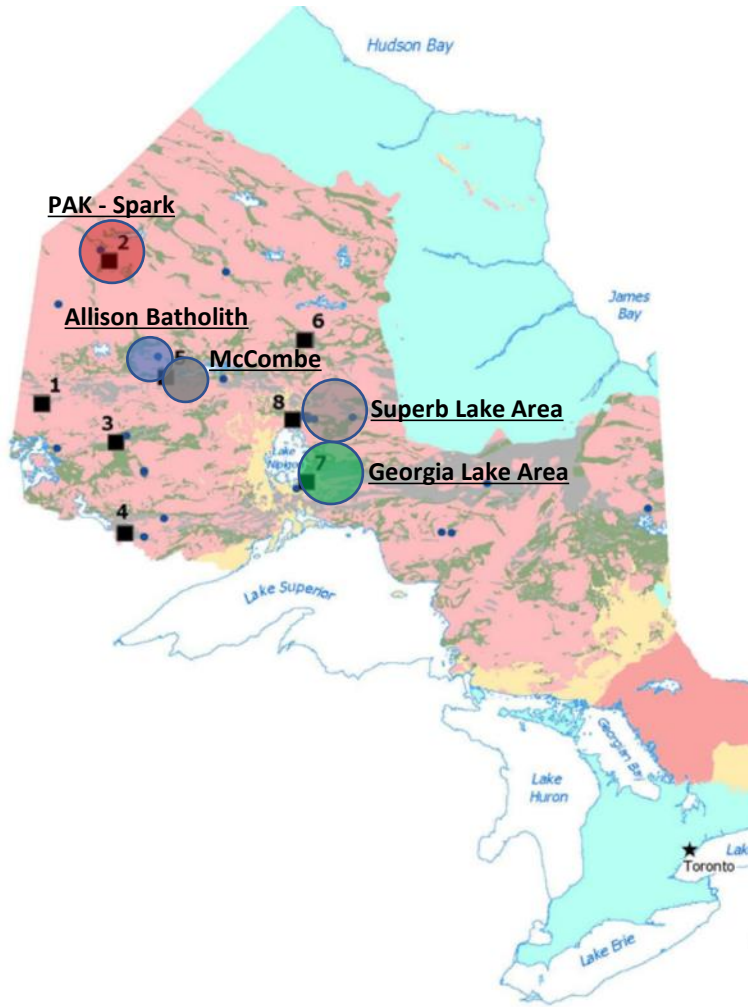 Hudson Bay
PAK - Spark
2
James
Bay
Allison Batholith
6
5
McCombe
1
8
Superb Lake Area
3
Lake
Nipigon
7
Georgia Lake Area
4
Lake Superior
Georgian Bay
Lake
Huron
Lak
Toronto
Lake Erie